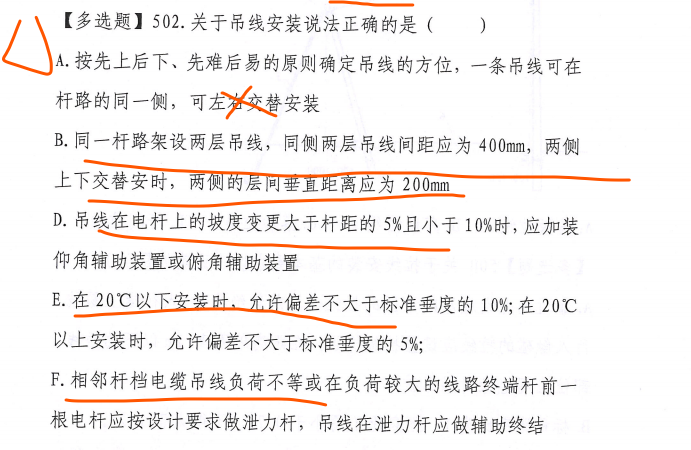 【多选题】502.关于吊线安装说法正确的是（　　）
A.按先上后下、先难后易的原则确定吊线的方位，一条吊线可在
杆路的同一侧，可左右交替安装
B.同一杆路架设两层吊线，同侧两层吊线间距应为 400mm，两侧
上下交替安时，两侧的层间垂直距离应为 200mm
D.吊线在电杆上的坡度变更大于杆距的 5%且小于 10%时，应加装
仰角辅助装置或俯角辅助装置
E.在 20℃以下安装时，允许偏差不大于标准垂度的 10%；在 20℃
以上安装时，允许偏差不大于标准垂度的 5%；
F.相邻杆档电缆吊线负荷不等或在负荷较大的线路终端杆前一
根电杆应按设计要求做泄力杆，吊线在泄力杆应做辅助终结